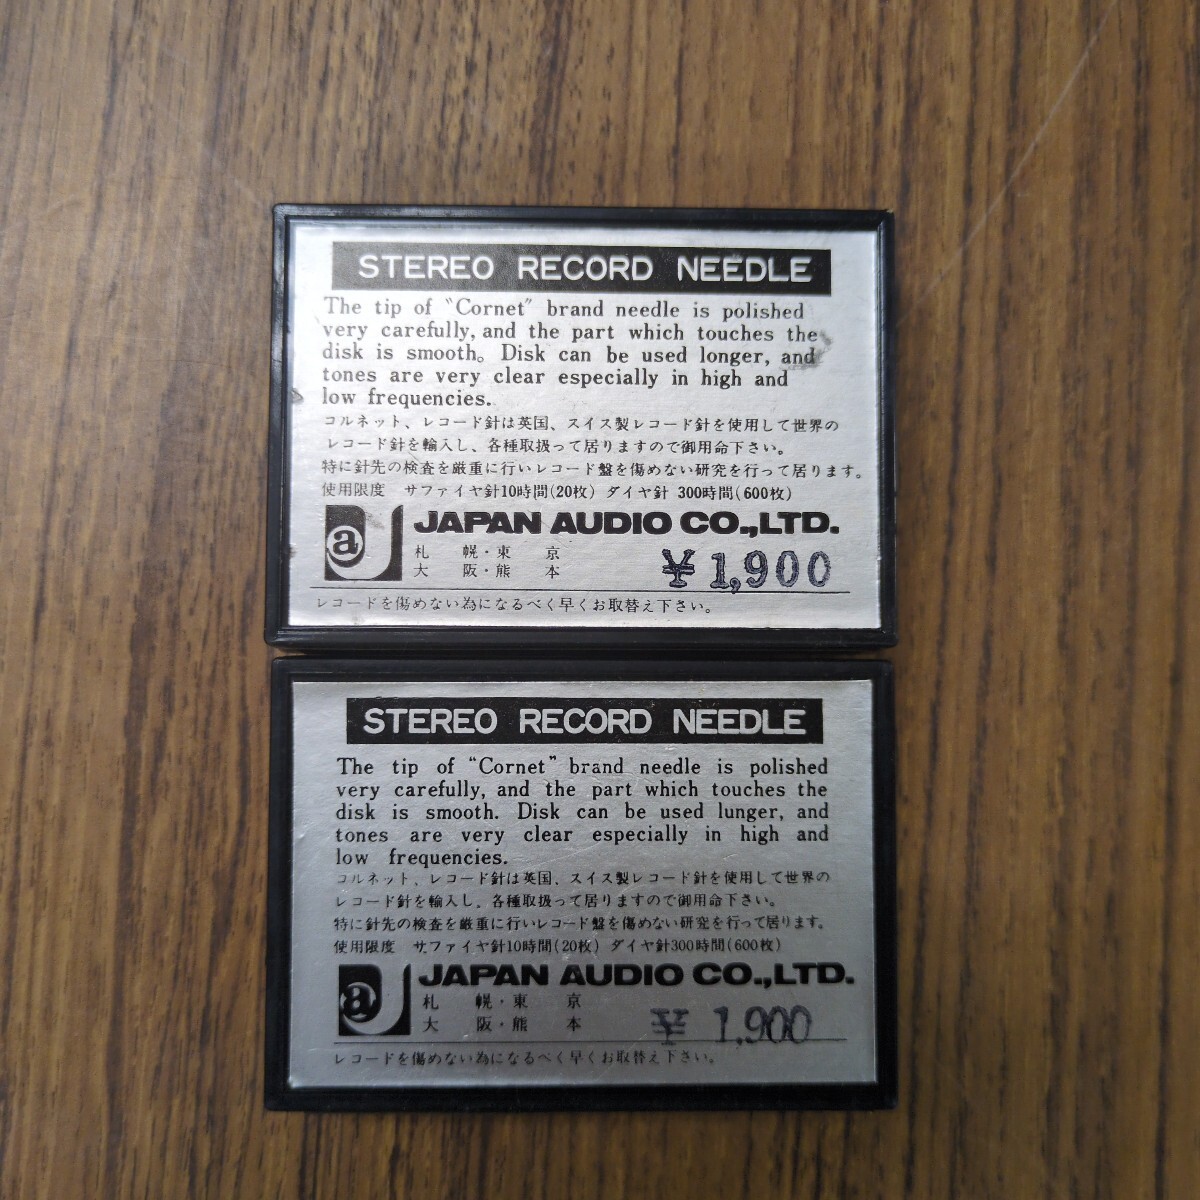 STEREO RECORD NEEDLE
The tip of "Cornet" brand needle is polished
very carefully, and the part which touches the
disk is smooth。 Disk can be used longer, and
tones are very clear especially in high and
low frequencies.
コルネット、レコード針は英国、スイス製レコード針を使用して世界の
レコード針を輸入し、各種取扱って居りますので御用命下さい。
特に針先の検査を厳重に行いレコード盤を傷めない研究を行って居ります。
使用限度 サファイヤ針10時間(20枚) ダイヤ針 300時間(600枚)
a JAPAN AUDIO CO.,LTD.
札幌・東京
大阪・熊本 ¥1,900
レコードを傷めない為になるべく早くお取替え下さい。
STEREO RECORD NEEDLE
The tip of “Cornet” brand needle is polished
very carefully, and the part which touches the
disk is smooth. Disk can be used lunger, and
tones are very clear especially in high and
low frequencies.
コルネット、レコード針は英国、スイス製レコード針を使用して世界の
レコード針を輸入し、各種取扱って居りますので御用命下さい。
特に針先の検査を厳重に行いレコード盤を傷めない研究を行って居ります。
使用限度 サファイヤ針10時間(20枚) ダイヤ針300時間(600枚)
a JAPAN AUDIO CO.,LTD.
札幌・東京
大阪・熊本 ¥ 1,900
レコードを傷めない為になるべく早くお取替え下さい。